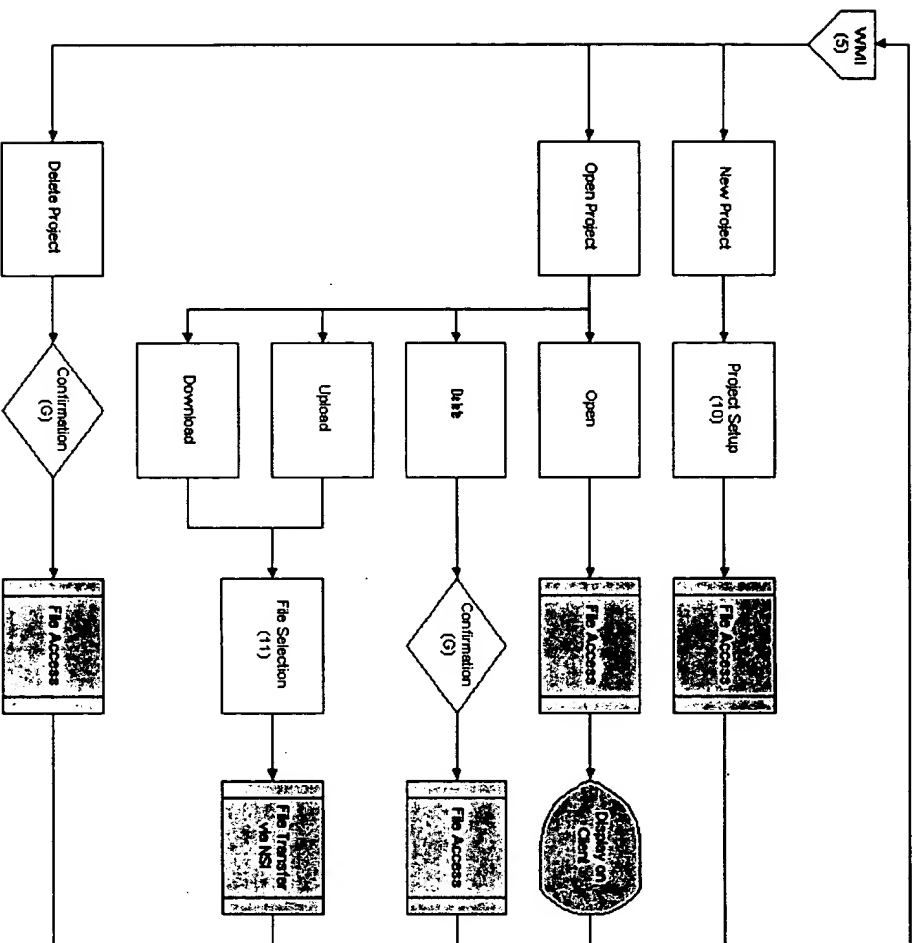 WMI
(5)
New Project
Project Setup
(10)
File Access
Open Project
Open
File Access
Display on
Client
Delete
Confirmation
(G)
File Access
Upload
Download
File Selection
(11)
File Transfer
via NSI
Delete Project
Confirmation
(G)
File Access